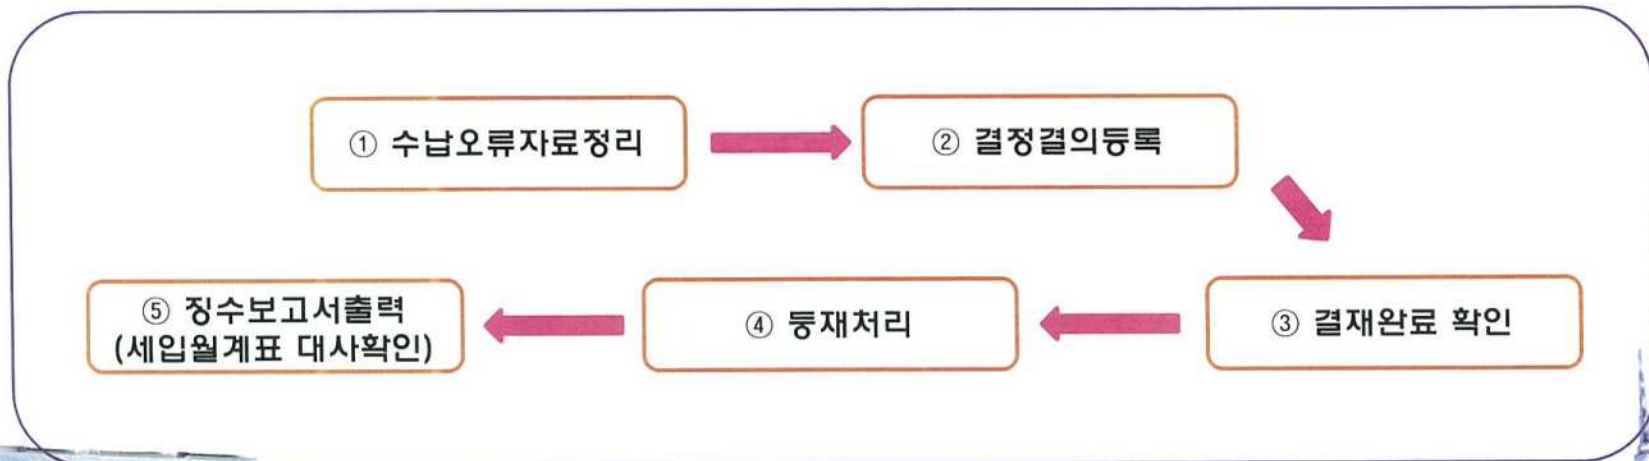 ① 수납오류자료정리
② 결정결의등록
③ 결재완료 확인
④ 등재처리
⑤ 징수보고서출력
(세입월계표 대사확인)